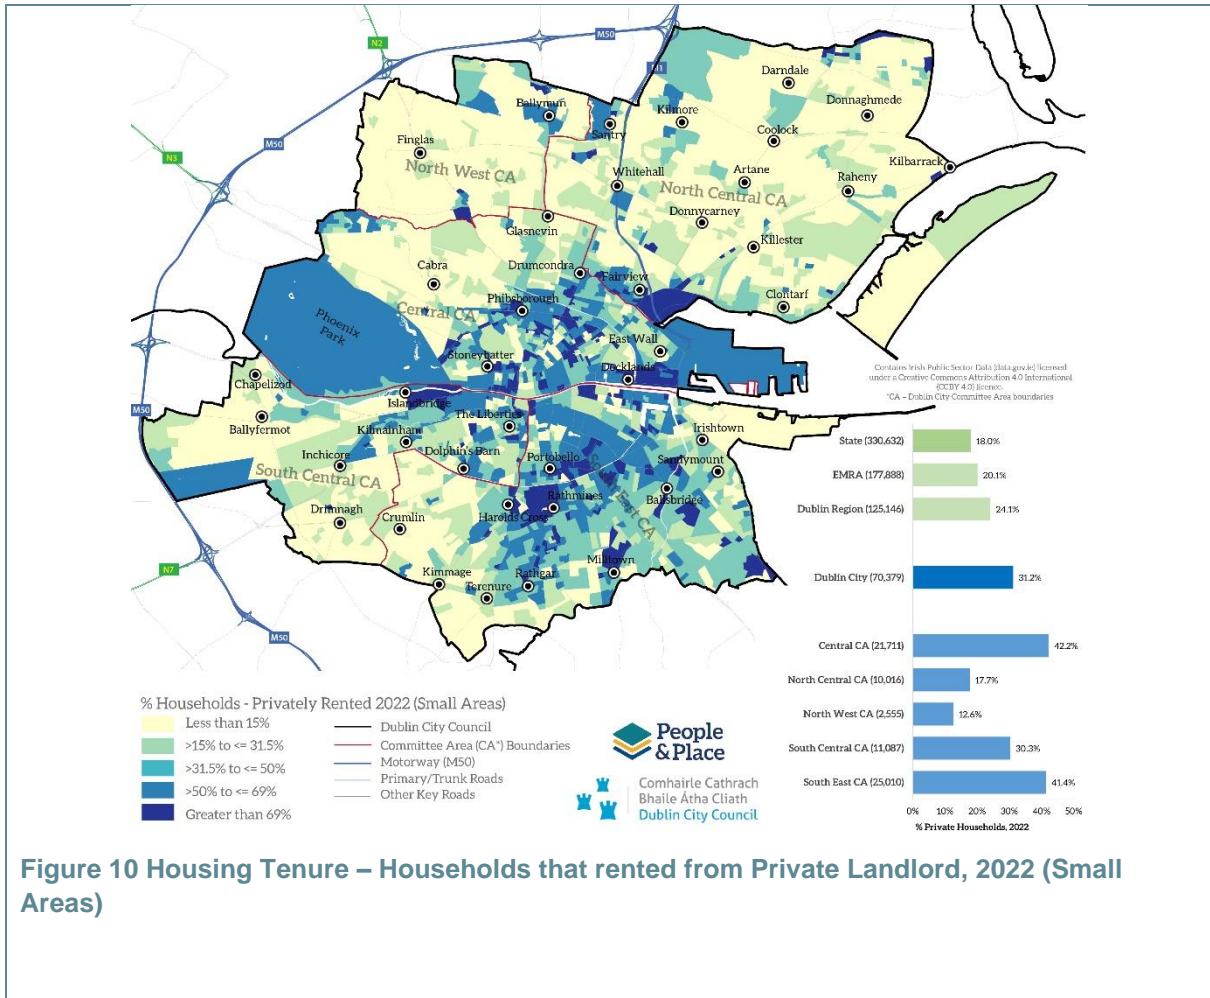 N2
M50
M1
Darndale
Ballymun
Donnaghmede
Kilmore
Santry
Coolock
Finglas
N3
M50
North West CA
Whitehall
Artane
Kilbarrack
North Central CA
Raheny
Donnycarney
Glasnevin
Killester
Cabra
Drumcondra
Fairview
Clontarf
Phibsborough
Central CA
Phoenix
Park
East Wall
Stoneybatter
Docklands
Chapelizod
Islandbridge
M50
The Liberties
Ballyfermot
Kilmainham
Irishtown
Inchicore
Dolphin's Barn
Portobello
Sandymount
South Central CA
South East CA
Ballsbridge
Rathmines
Drimnagh
Crumlin
Harolds Cross
Milltown
N7
Kimmage
Rathgar
Terenure
M50
Contains Irish Public Sector Data (data.gov.ie) licensed
under a Creative Commons Attribution 4.0 International
(CCBY 4.0) licence.
*CA – Dublin City Committee Area boundaries
State (330,632) 18.0%
EMRA (177,888) 20.1%
Dublin Region (125,146) 24.1%
Dublin City (70,379) 31.2%
Central CA (21,711) 42.2%
North Central CA (10,016) 17.7%
North West CA (2,555) 12.6%
South Central CA (11,087) 30.3%
South East CA (25,010) 41.4%
0% 10% 20% 30% 40% 50%
% Private Households, 2022
% Households - Privately Rented 2022 (Small Areas)
Less than 15%
>15% to <= 31.5%
>31.5% to <= 50%
>50% to <= 69%
Greater than 69%
Dublin City Council
Committee Area (CA*) Boundaries
Motorway (M50)
Primary/Trunk Roads
Other Key Roads
People
& Place
Comhairle Cathrach
Bhaile Átha Cliath
Dublin City Council
Figure 10 Housing Tenure – Households that rented from Private Landlord, 2022 (Small
Areas)